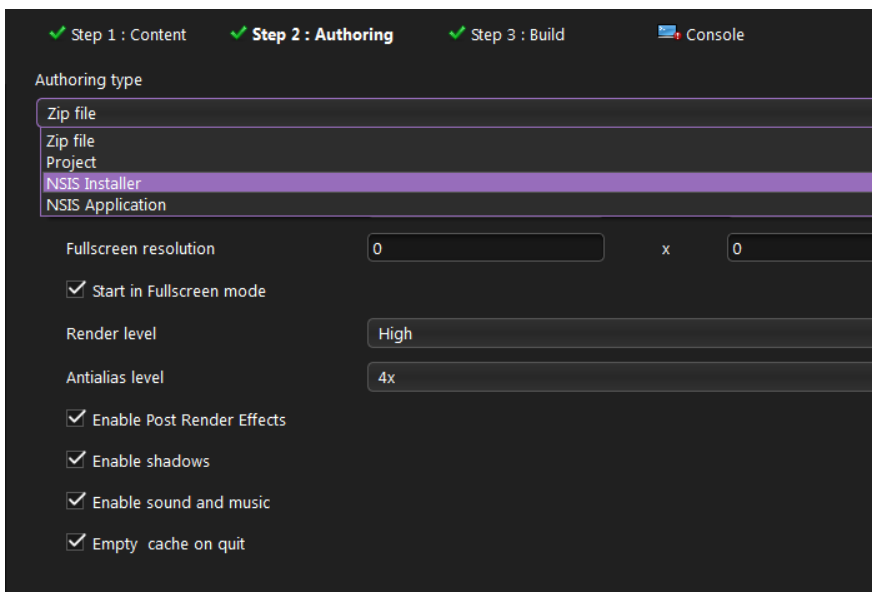 Step 1 : Content Step 2 : Authoring Step 3 : Build Console
Authoring type
Zip file
Zip file
Project
NSIS Installer
NSIS Application
Fullscreen resolution 0 x 0
Start in Fullscreen mode
Render level High
Antialias level 4x
Enable Post Render Effects
Enable shadows
Enable sound and music
Empty cache on quit